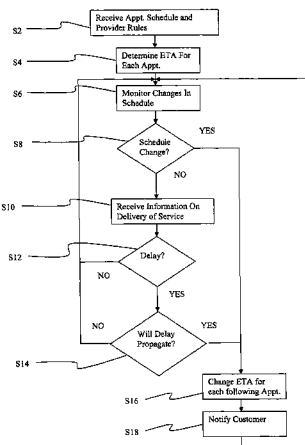 S2
Receive Appt. Schedule and
Provider Rules
S4
Determine ETA For
Each Appt.
S6
Monitor Changes In
Schedule
S8
Schedule
Change?
YES
NO
S10
Receive Information On
Delivery of Service
S12
Delay?
NO
YES
NO
Will Delay
Propagate?
YES
S14
Change ETA for
each following Appt.
S16
Notify Customer
S18